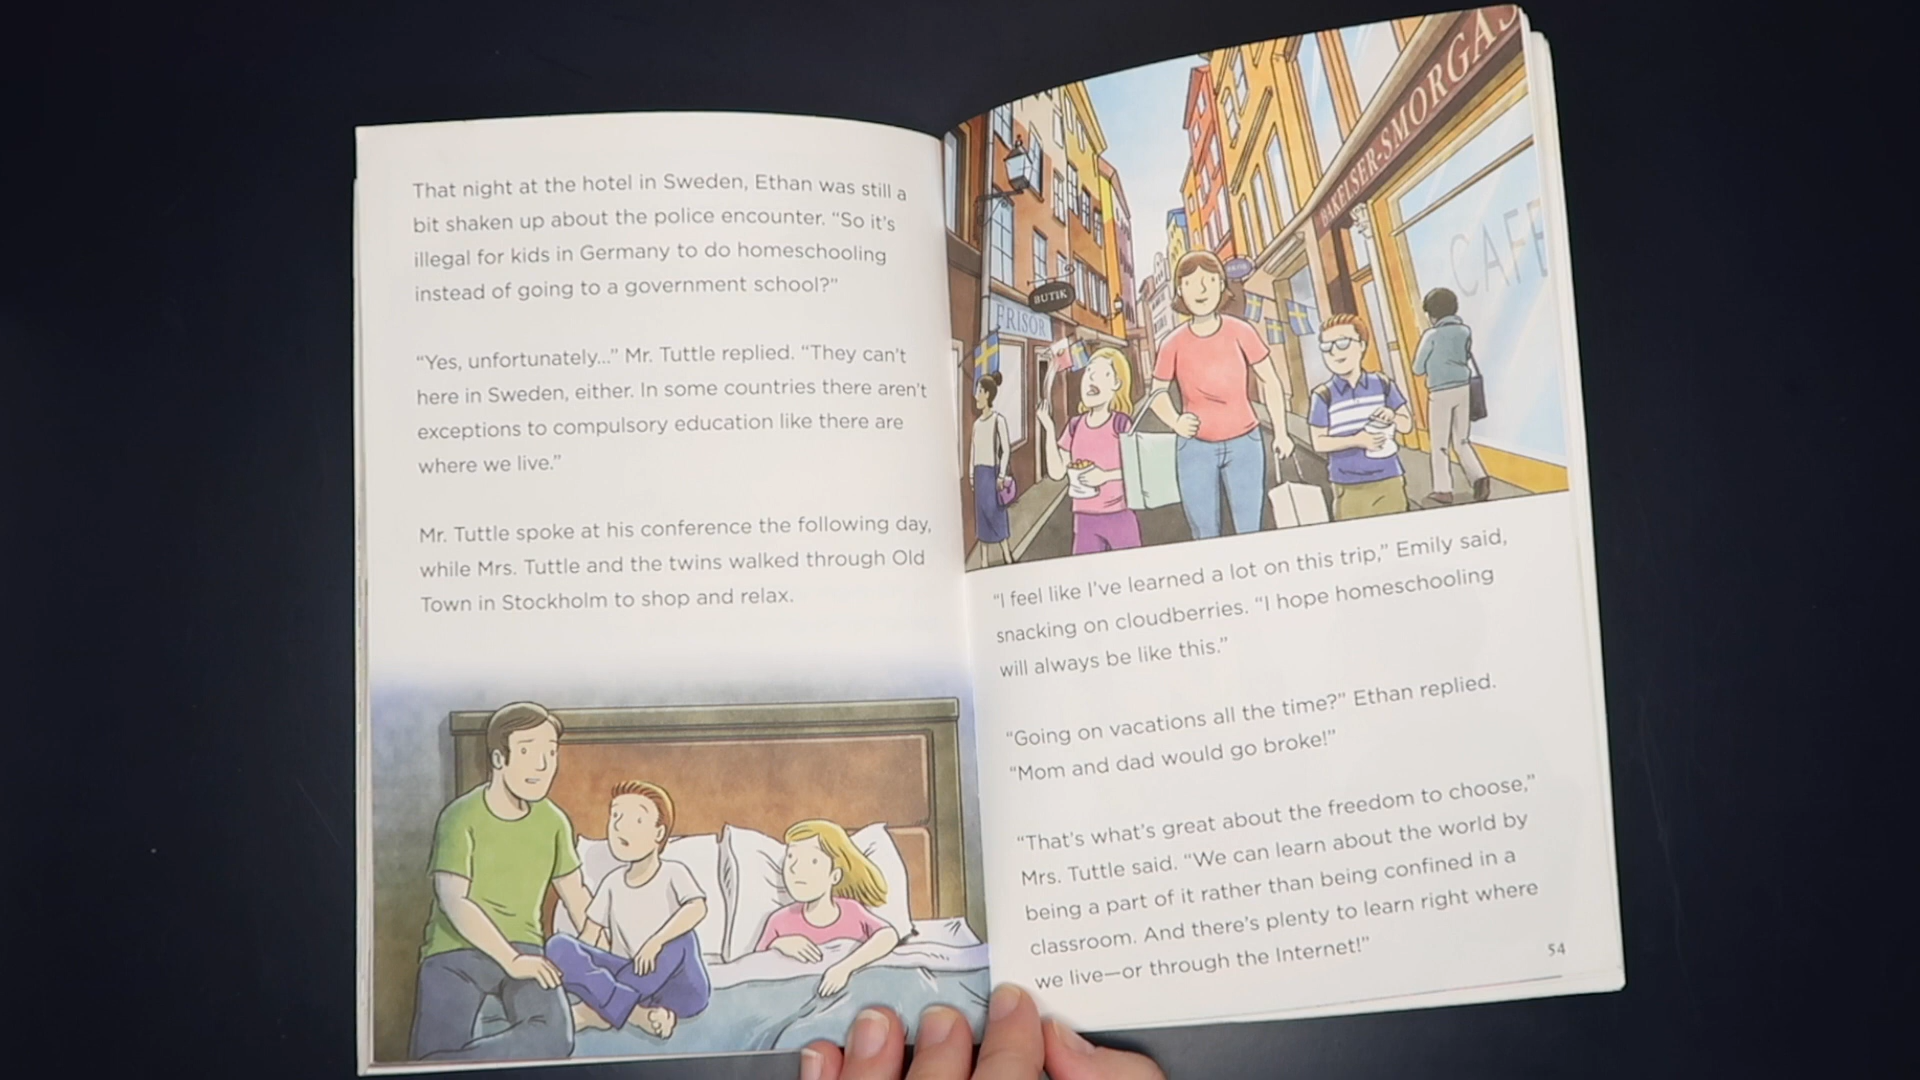 That night at the hotel in Sweden, Ethan was still a
bit shaken up about the police encounter. “So it’s
illegal for kids in Germany to do homeschooling
instead of going to a government school?”
“Yes, unfortunately...” Mr. Tuttle replied. “They can’t
here in Sweden, either. In some countries there aren’t
exceptions to compulsory education like there are
where we live.”
Mr. Tuttle spoke at his conference the following day,
while Mrs. Tuttle and the twins walked through Old
Town in Stockholm to shop and relax.
BAKELSER-SMORGAS
CAFE
BUTIK
FRISOR
“I feel like I’ve learned a lot on this trip,” Emily said,
snacking on cloudberries. “I hope homeschooling
will always be like this.”
“Going on vacations all the time?” Ethan replied.
“Mom and dad would go broke!”
“That’s what’s great about the freedom to choose,”
Mrs. Tuttle said. “We can learn about the world by
being a part of it rather than being confined in a
classroom. And there’s plenty to learn right where
we live—or through the Internet!”
54